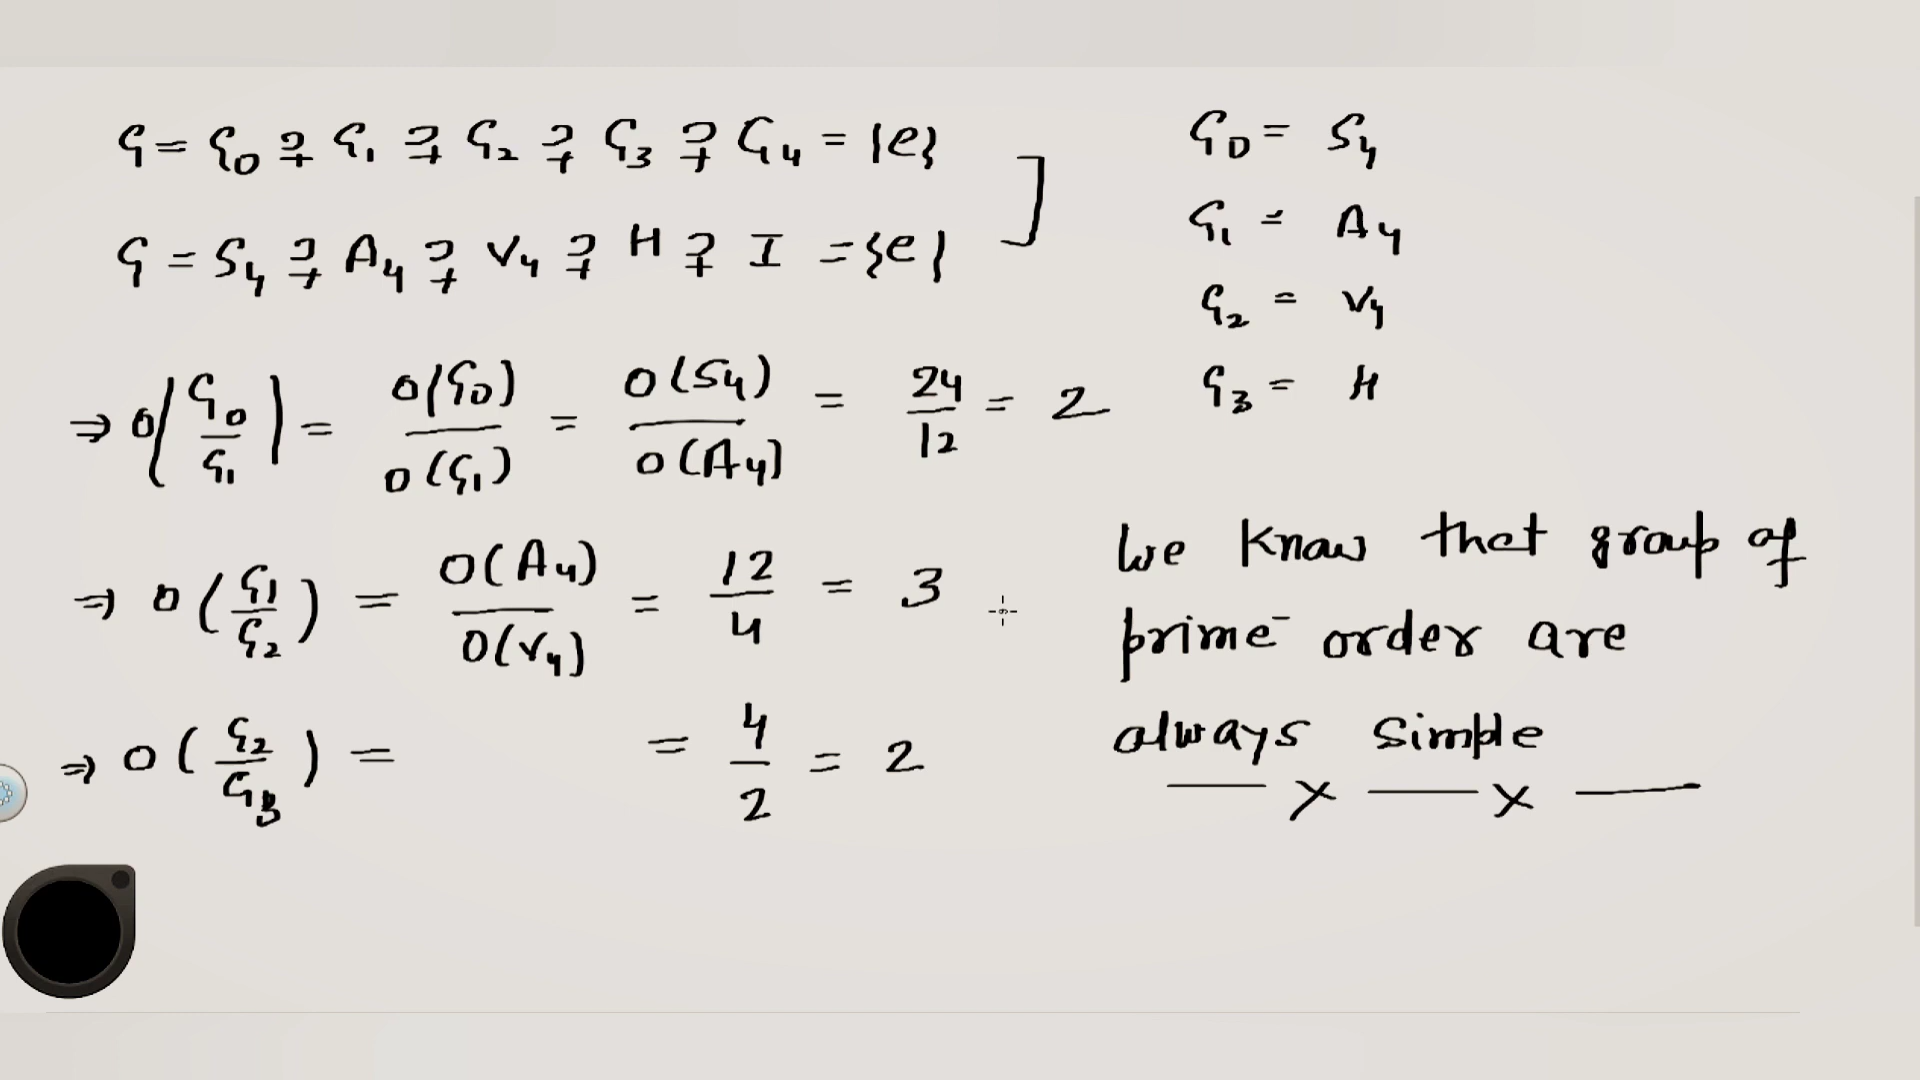 G = G₀ ⊋ G₁ ⊋ G₂ ⊋ G₃ ⊋ G₄ = {e}
G = S₄ ⊋ A₄ ⊋ V₄ ⊋ H ⊋ I = {e}
⇒ o(G₀/G₁) = o(G₀)/o(G₁) = o(S₄)/o(A₄) = 24/12 = 2
⇒ o(G₁/G₂) = o(A₄)/o(V₄) = 12/4 = 3
⇒ o(G₂/G₃) = = 4/2 = 2
G₀ = S₄
G₁ = A₄
G₂ = V₄
G₃ = H
We know that group of
prime order are
always simple
— x — x —